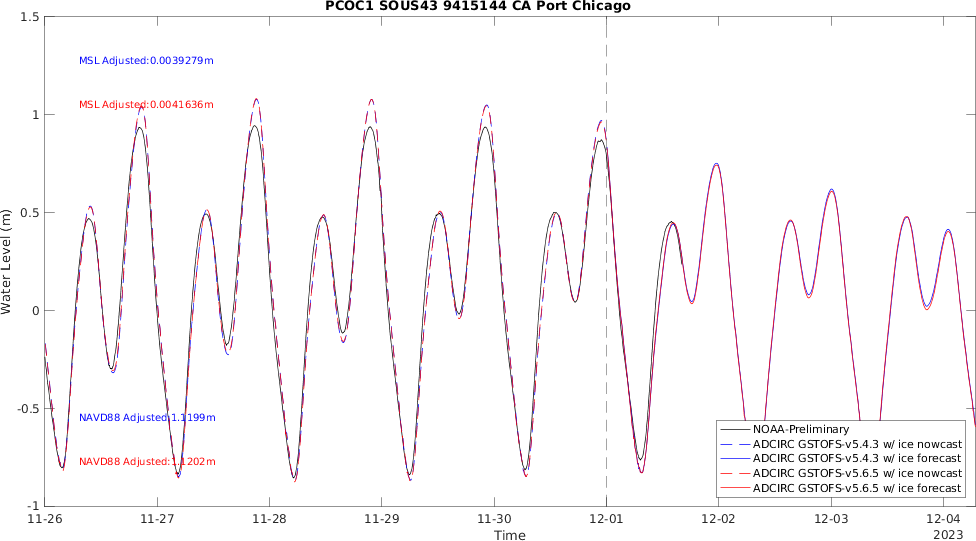 PCOC1 SOUS43 9415144 CA Port Chicago
1.5
MSL Adjusted:0.0039279m
MSL Adjusted:0.0041636m
1
0.5
Water Level (m)
0
-0.5
NAVD88 Adjusted:1.1199m
NAVD88 Adjusted:1.1202m
-1
NOAA-Preliminary
ADCIRC GSTOFS-v5.4.3 w/ ice nowcast
ADCIRC GSTOFS-v5.4.3 w/ ice forecast
ADCIRC GSTOFS-v5.6.5 w/ ice nowcast
ADCIRC GSTOFS-v5.6.5 w/ ice forecast
11-26 11-27 11-28 11-29 11-30 12-01 12-02 12-03 12-04
Time
2023